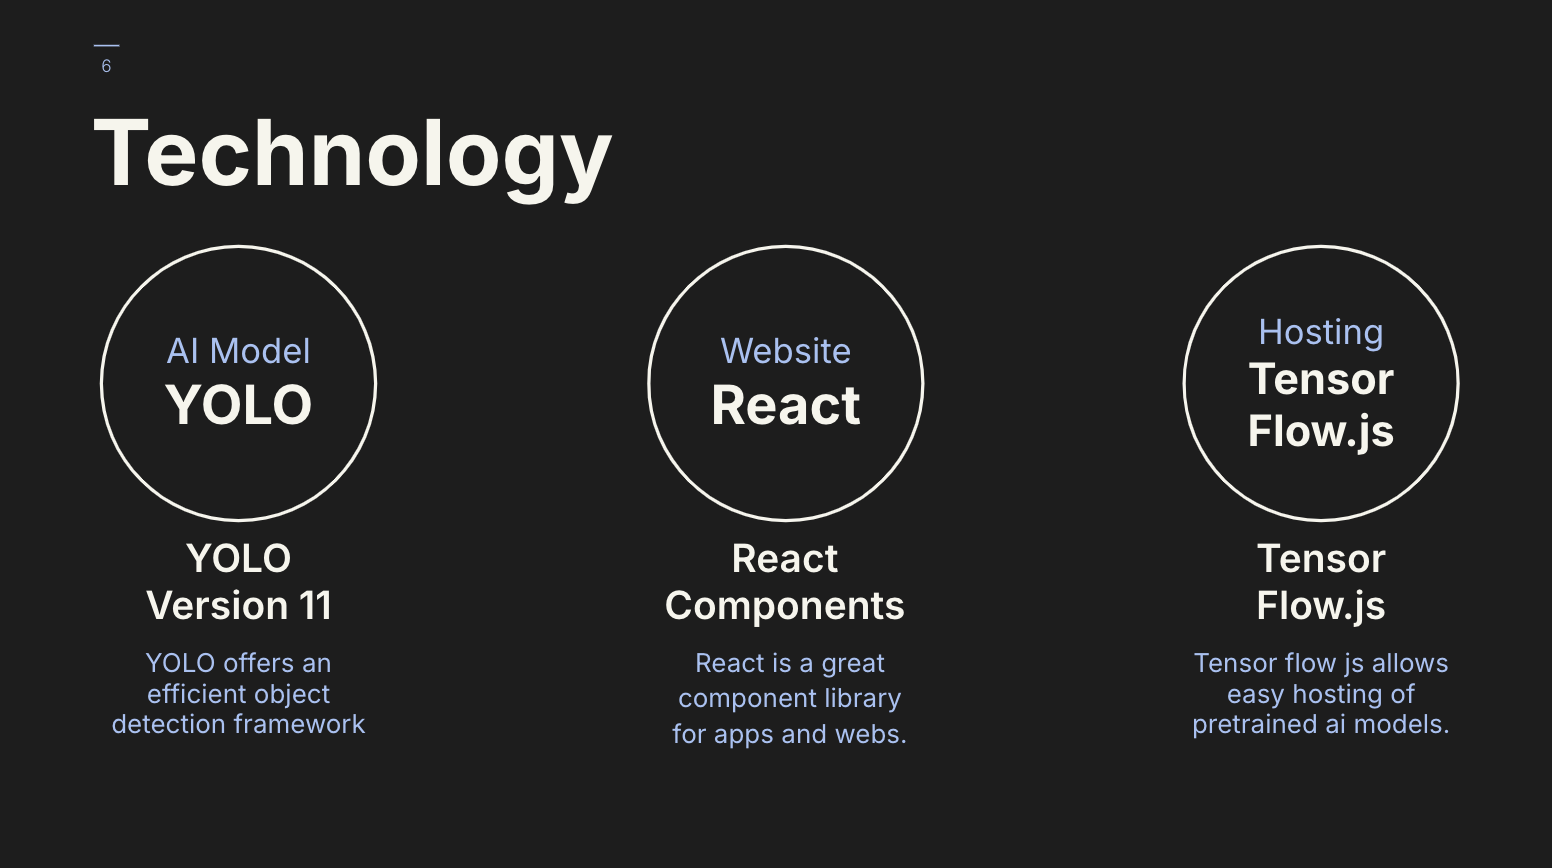 6
Technology
AI Model
YOLO
Website
React
Hosting
Tensor
Flow.js
YOLO
Version 11
YOLO offers an
efficient object
detection framework
React
Components
React is a great
component library
for apps and webs.
Tensor
Flow.js
Tensor flow js allows
easy hosting of
pretrained ai models.